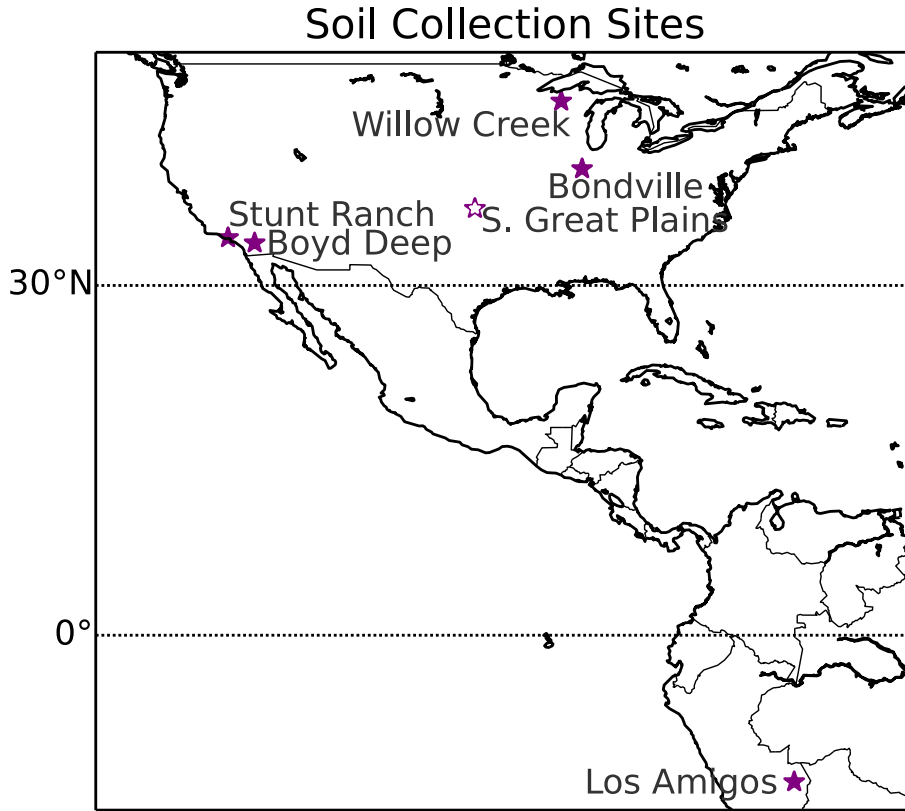 Soil Collection Sites
Willow Creek
Bondville
Stunt Ranch
S. Great Plains
Boyd Deep
30°N
0°
Los Amigos